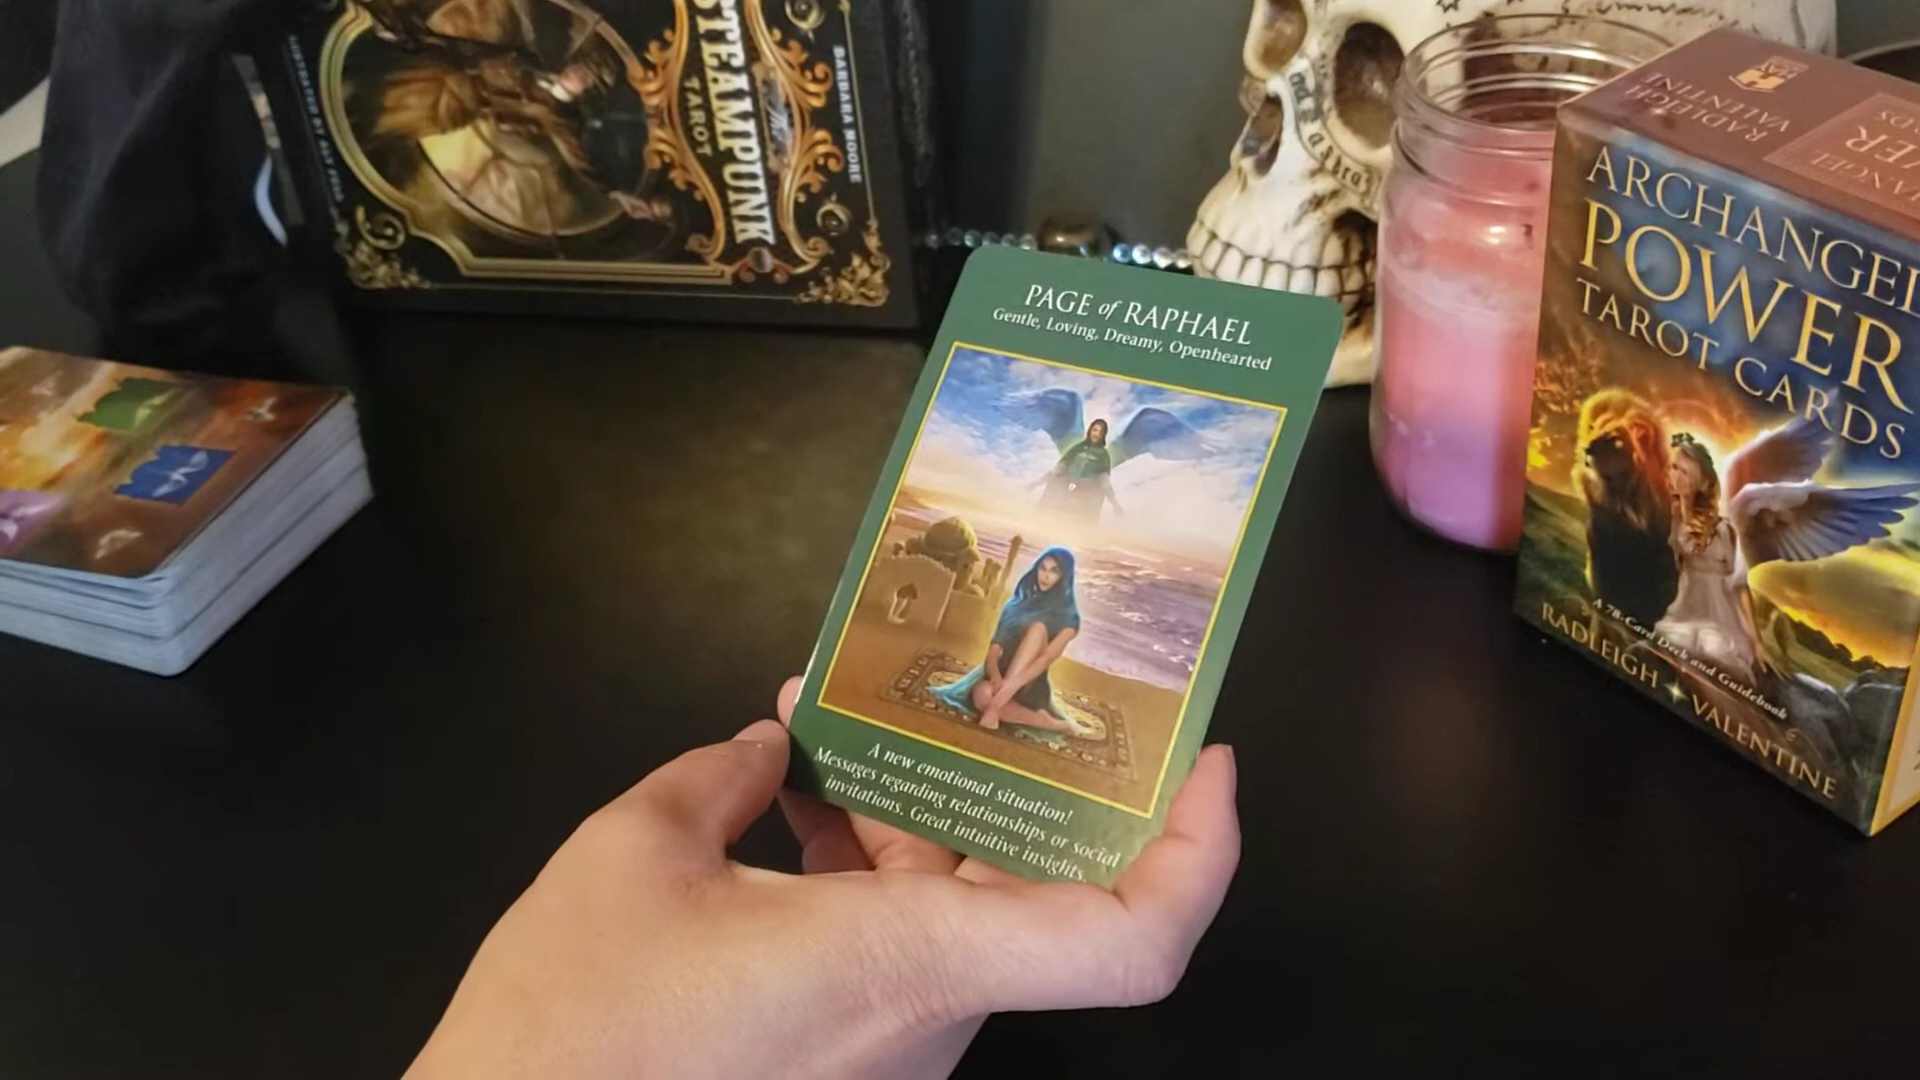 STEAMPUNK
TAROT
BARBARA MOORE
ILLUSTRATED BY ALY FELL
PAGE of RAPHAEL
Gentle, Loving, Dreamy, Openhearted
A new emotional situation!
Messages regarding relationships or social
invitations. Great intuitive insights.
RADLEIGH
VALENTINE
ARCHANGEL
POWER
TAROT CARDS
A 78-Card Deck and Guidebook
RADLEIGH VALENTINE